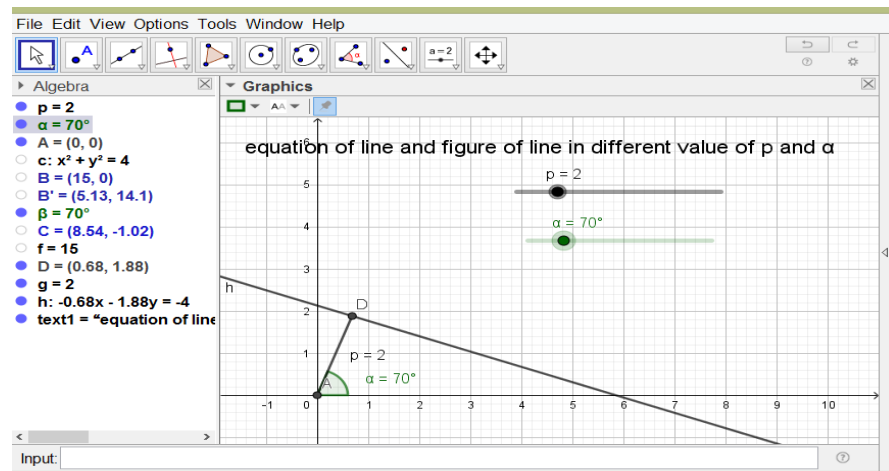 File Edit View Options Tools Window Help
A
α
a=2
Algebra
Graphics
AA
p = 2
α = 70°
A = (0, 0)
c: x² + y² = 4
B = (15, 0)
B' = (5.13, 14.1)
β = 70°
C = (8.54, -1.02)
f = 15
D = (0.68, 1.88)
g = 2
h: -0.68x - 1.88y = -4
text1 = “equation of line
equation of line and figure of line in different value of p and α
p = 2
α = 70°
6
5
4
3
2
1
h
D
p = 2
α = 70°
A
-1 0 1 2 3 4 5 6 7 8 9 10
Input: